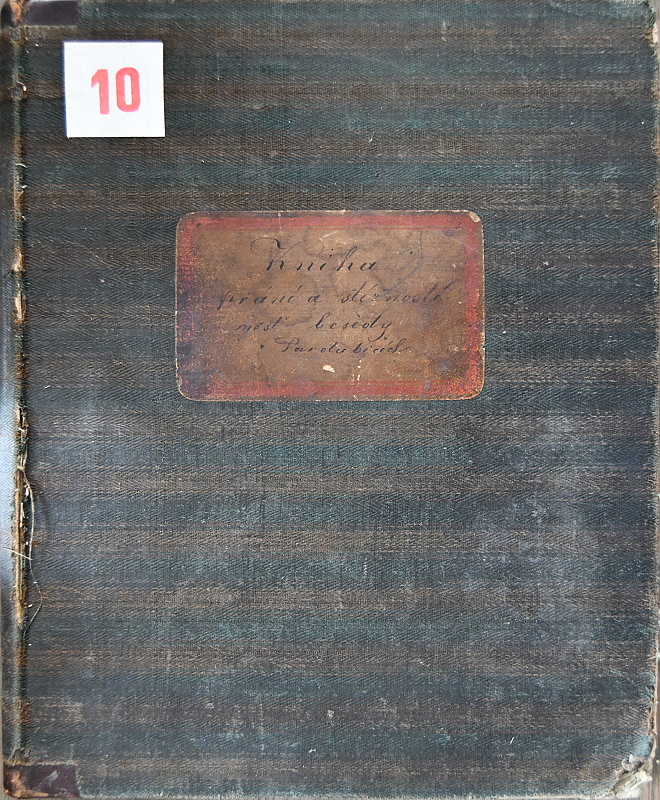 10
Kniha
přání a stížností
měšť. besedy
v Pardubicích